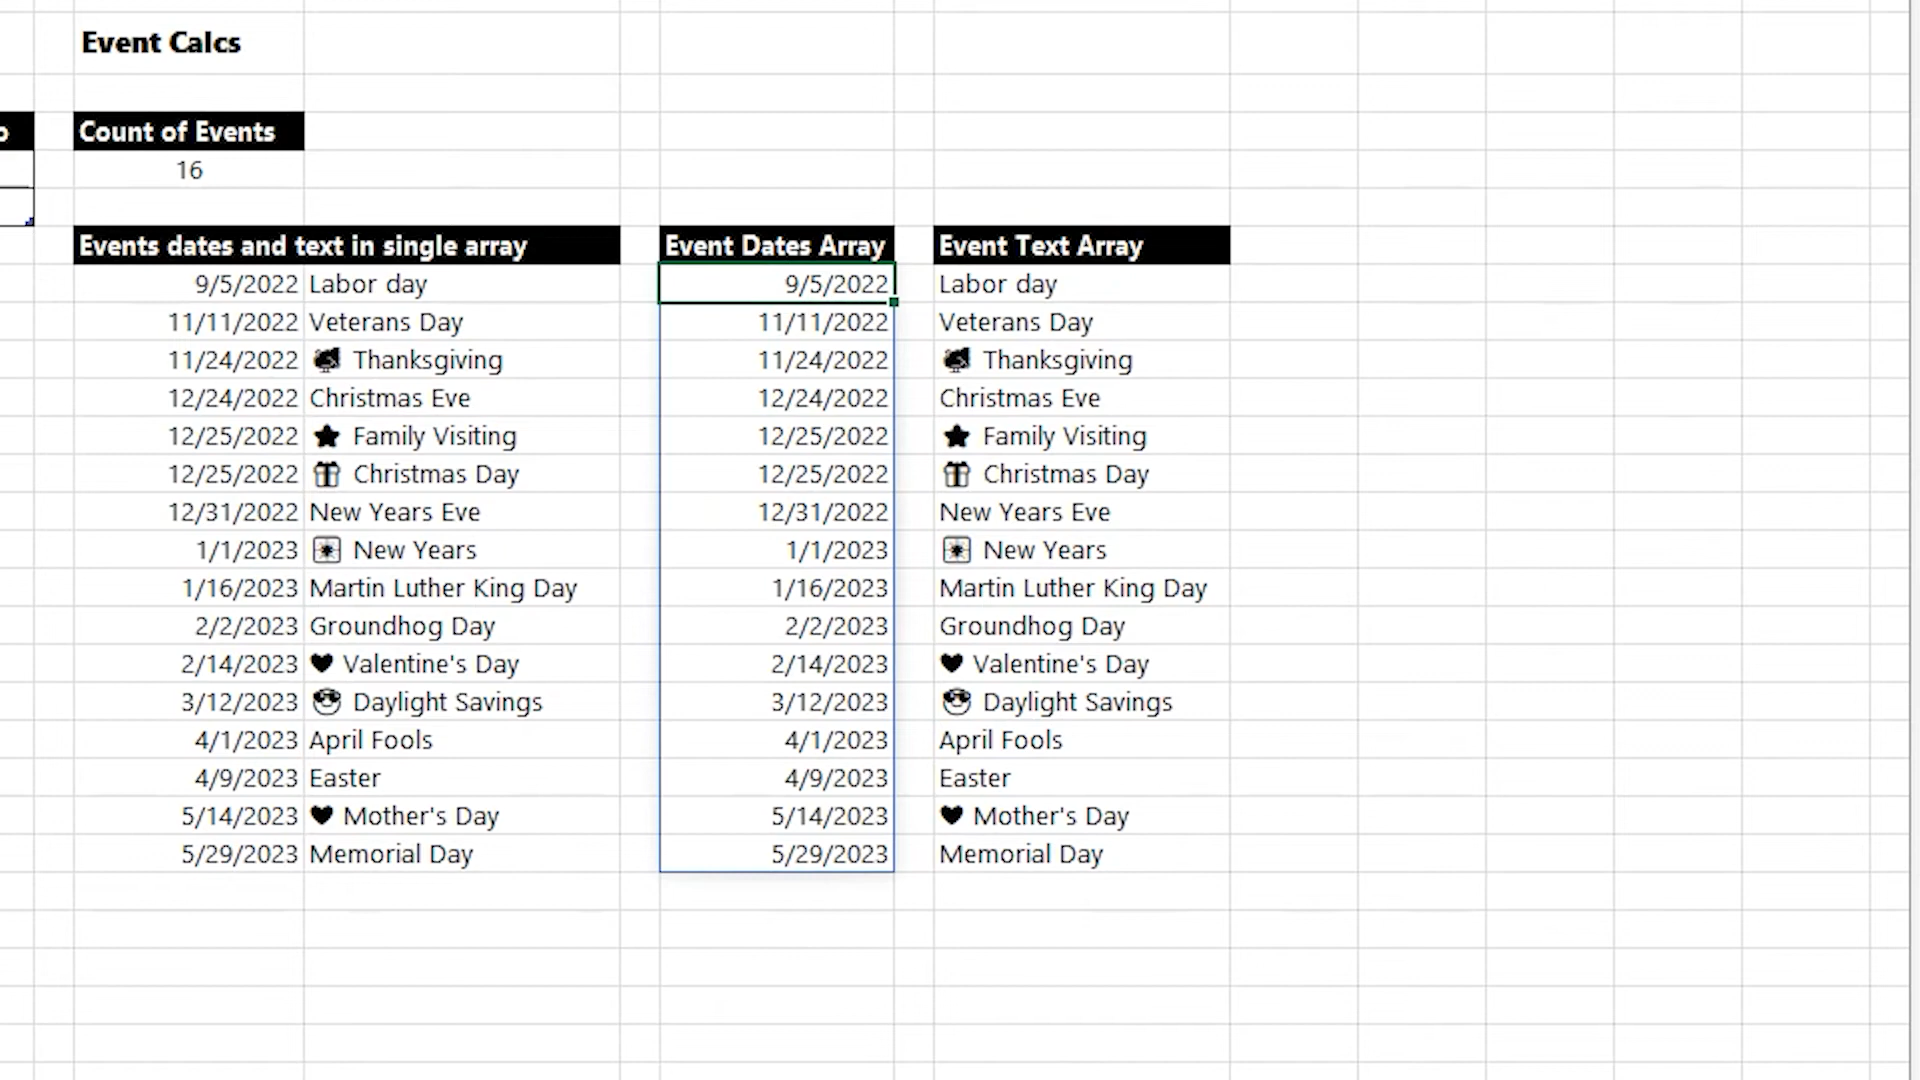 Event Calcs
Count of Events
16
Events dates and text in single array Event Dates Array Event Text Array
9/5/2022 Labor day 9/5/2022 Labor day
11/11/2022 Veterans Day 11/11/2022 Veterans Day
11/24/2022 🦃 Thanksgiving 11/24/2022 🦃 Thanksgiving
12/24/2022 Christmas Eve 12/24/2022 Christmas Eve
12/25/2022 ★ Family Visiting 12/25/2022 ★ Family Visiting
12/25/2022 🎁 Christmas Day 12/25/2022 🎁 Christmas Day
12/31/2022 New Years Eve 12/31/2022 New Years Eve
1/1/2023 🎆 New Years 1/1/2023 🎆 New Years
1/16/2023 Martin Luther King Day 1/16/2023 Martin Luther King Day
2/2/2023 Groundhog Day 2/2/2023 Groundhog Day
2/14/2023 ♥ Valentine's Day 2/14/2023 ♥ Valentine's Day
3/12/2023 😎 Daylight Savings 3/12/2023 😎 Daylight Savings
4/1/2023 April Fools 4/1/2023 April Fools
4/9/2023 Easter 4/9/2023 Easter
5/14/2023 ♥ Mother's Day 5/14/2023 ♥ Mother's Day
5/29/2023 Memorial Day 5/29/2023 Memorial Day